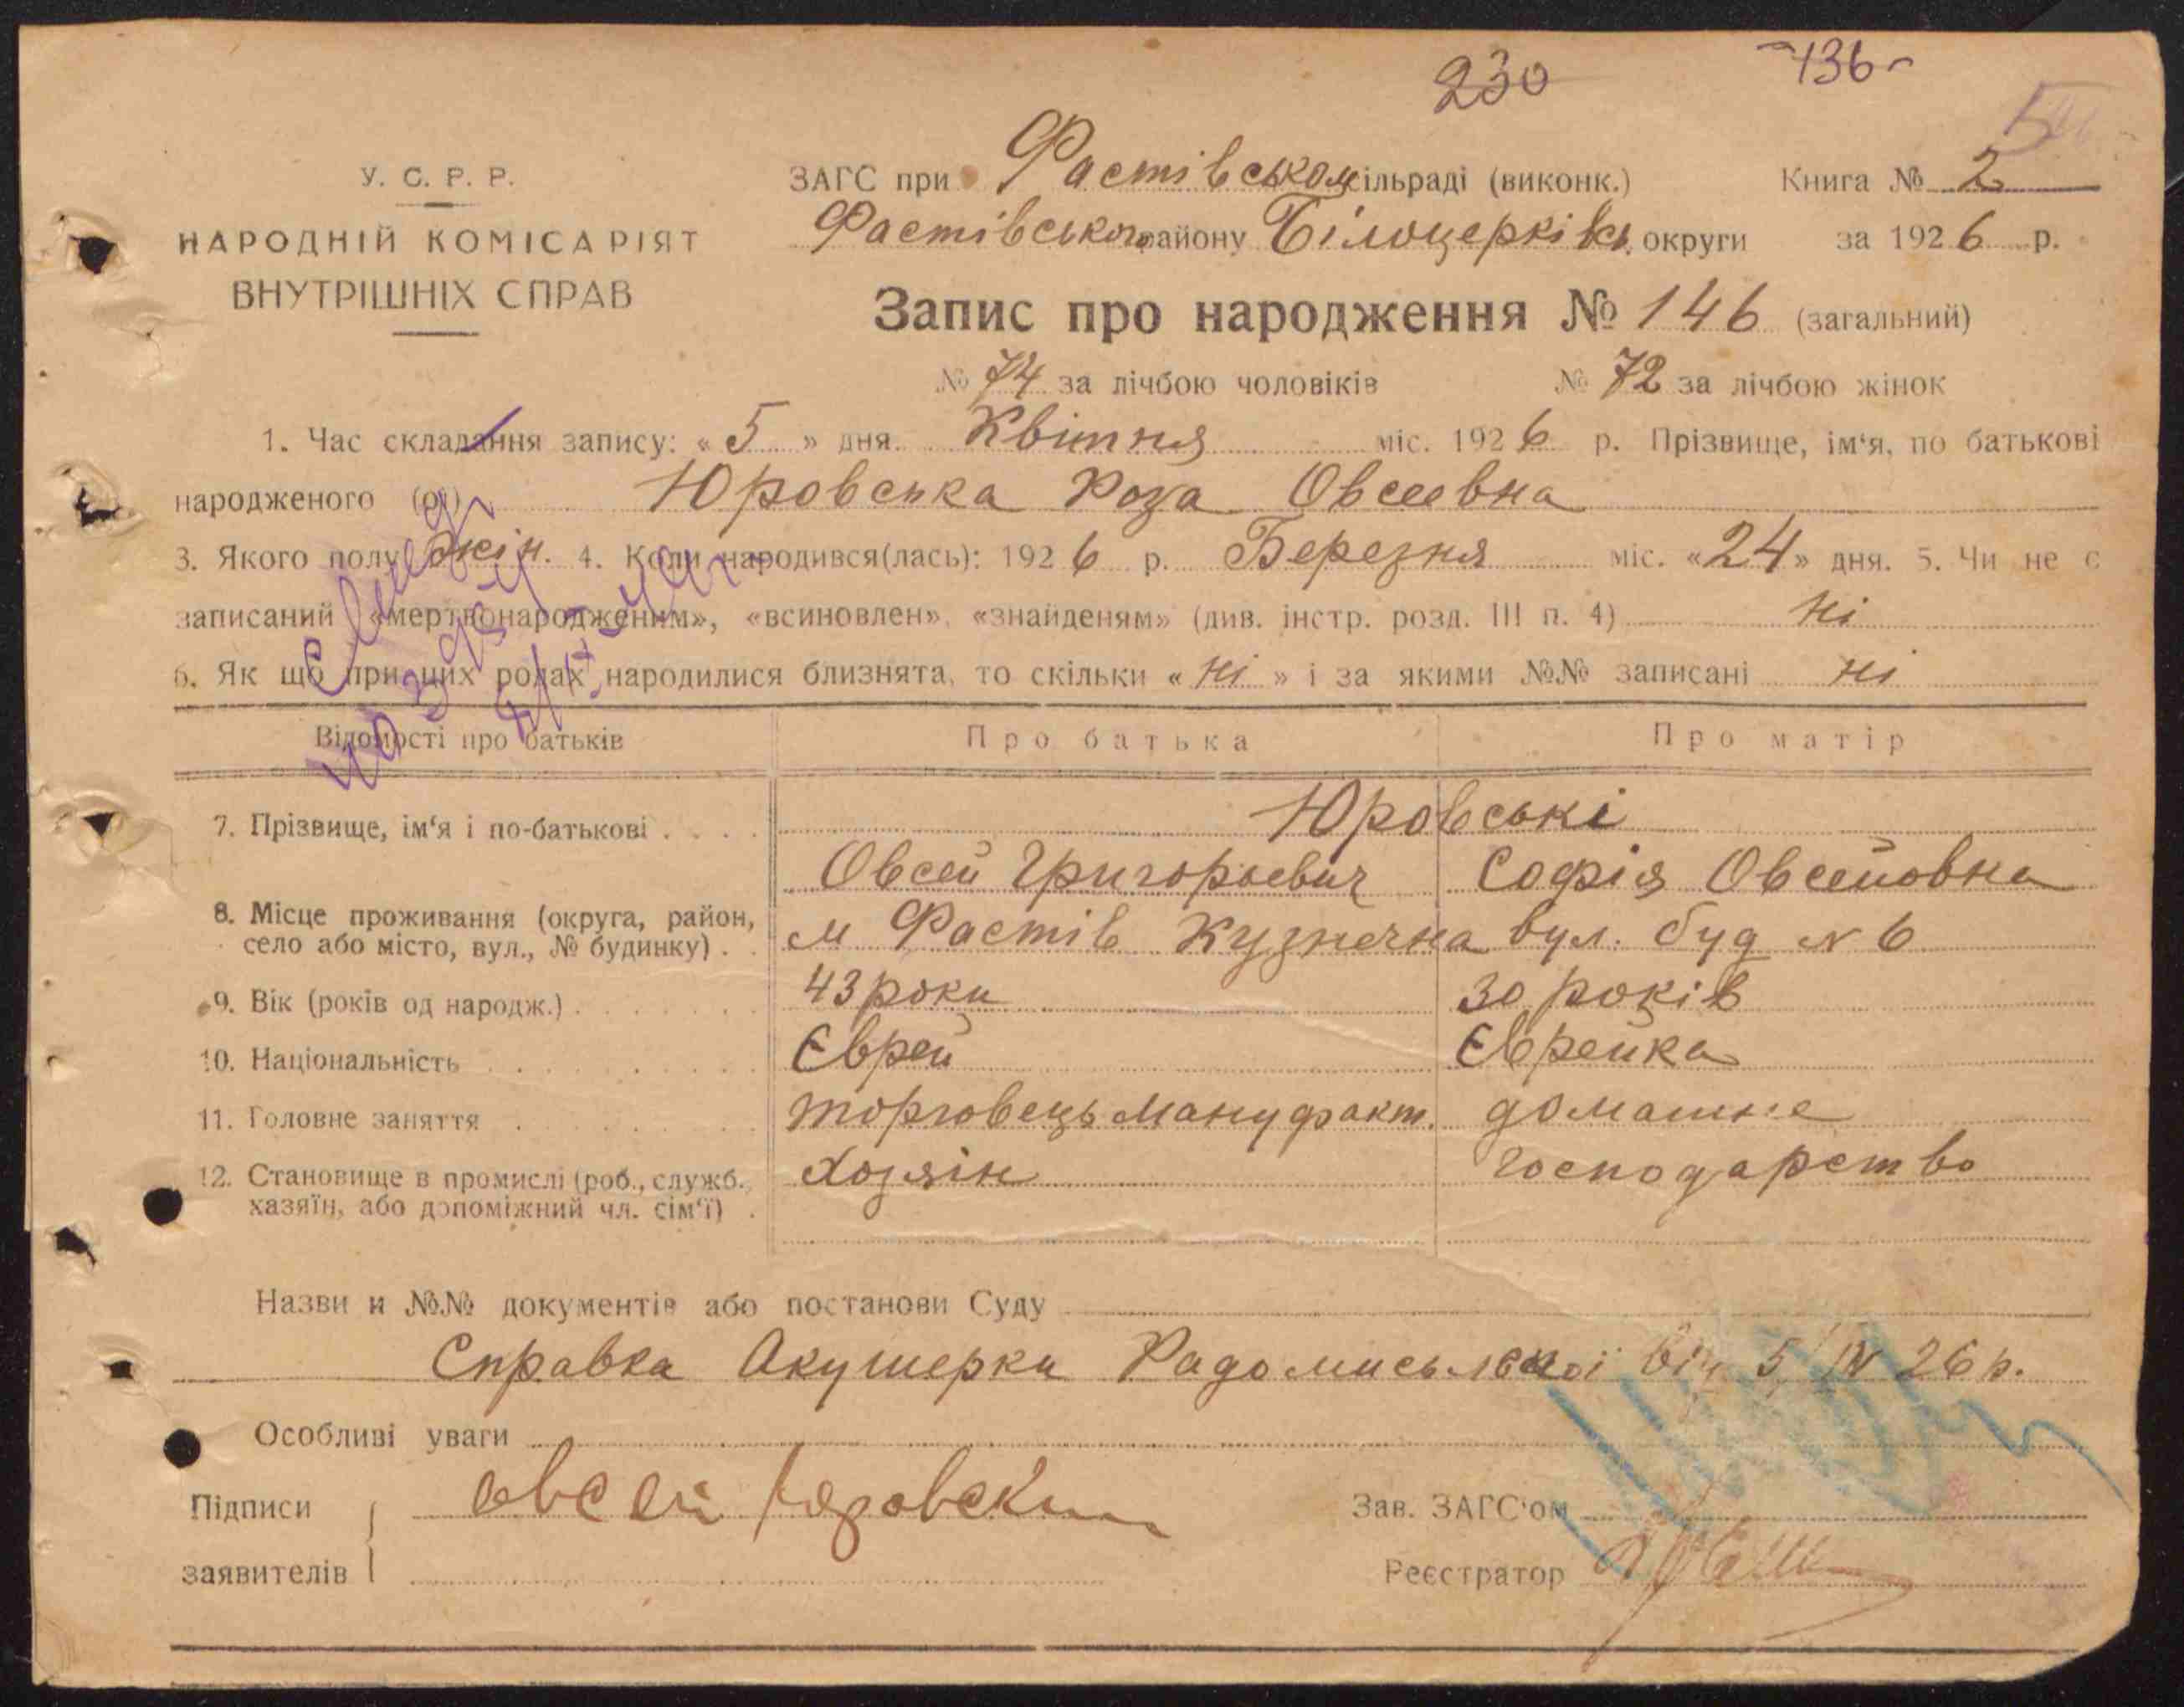 230
436
У. С. Р. Р.
НАРОДНІЙ КОМІСАРІЯТ
ВНУТРІШНІХ СПРАВ
ЗАГС при Фастівському сільраді (виконк.) Книга № 2
Фастівського району Білоцерківсь. округи за 1926 р.
Запис про народження № 146 (загальний)
№ 74 за лічбою чоловіків № 72 за лічбою жінок
1. Час складання запису: « 5 » дня Квітня міс. 1926 р. Прізвище, ім‘я, по батькові
народженого (ої) Юровська Роза Овсеевна
3. Якого полу жін. 4. Коли народився(лась): 1926 р. Березня міс. «24» дня. 5. Чи не є
записаний «мертвонародженим», «всиновлен», «знайденям» (див. інстр. розд. III п. 4) Ні
6. Як що при цих родах народилися близнята, то скільки « Ні » і за якими №№ записані Ні
Відомості про батьків Про батька Про матір
7. Прізвище, ім‘я і по-батькові Юровські
Овсей Григорьевич Софія Овсейовна
8. Місце проживання (округа, район,
село або місто, вул., № будинку) м Фастів Кузнечна вул. буд N 6
9. Вік (років од народж.) 43 роки 30 років
10. Національність Єврей Єврейка
11. Головне заняття торговець мануфакт. домашне
12. Становище в промислі (роб., служб., Хозяін господарство
хазяїн, або допоміжний чл. сім‘ї)
Назви и №№ документів або постанови Суду
Справка Акушерки Радомисьльської від 5/IV 26 р.
Особливі уваги
Підписи Овсей Юровский
заявителів
Зав. ЗАГС‘ом
Реєстратор